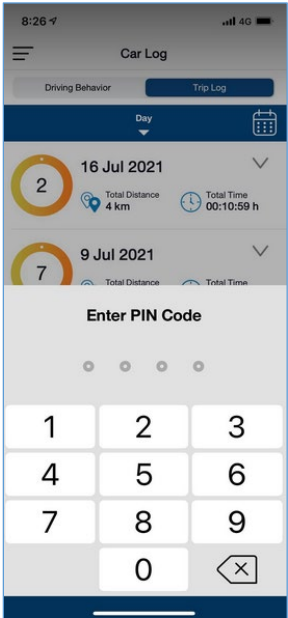 8:26 4G
Car Log
Driving Behavior Trip Log
Day
16 Jul 2021
2
Total Distance Total Time
4 km 00:10:59 h
9 Jul 2021
7
Total Distance Total Time
Enter PIN Code
1 2 3
4 5 6
7 8 9
0